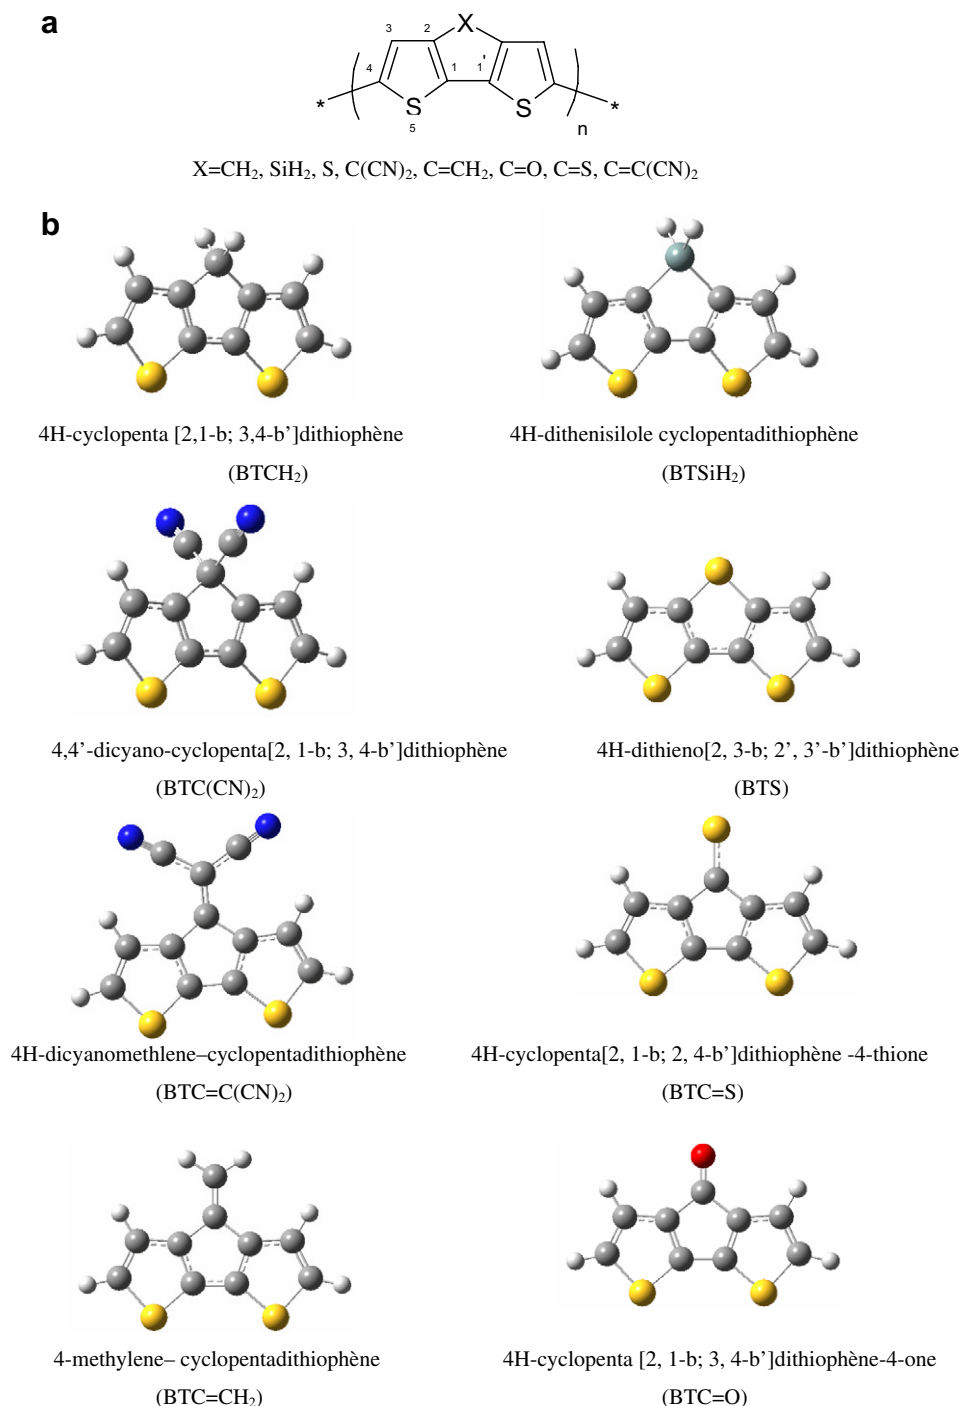 a
X
3 2
4 1 1'
S S
5
* * n
X=CH₂, SiH₂, S, C(CN)₂, C=CH₂, C=O, C=S, C=C(CN)₂
b
4H-cyclopenta [2,1-b; 3,4-b']dithiophène
(BTCH₂)
4H-dithenisilole cyclopentadithiophène
(BTSiH₂)
4,4'-dicyano-cyclopenta[2, 1-b; 3, 4-b']dithiophène
(BTC(CN)₂)
4H-dithieno[2, 3-b; 2', 3'-b']dithiophène
(BTS)
4H-dicyanomethlene–cyclopentadithiophène
(BTC=C(CN)₂)
4H-cyclopenta[2, 1-b; 2, 4-b']dithiophène -4-thione
(BTC=S)
4-methylene– cyclopentadithiophène
(BTC=CH₂)
4H-cyclopenta [2, 1-b; 3, 4-b']dithiophène-4-one
(BTC=O)